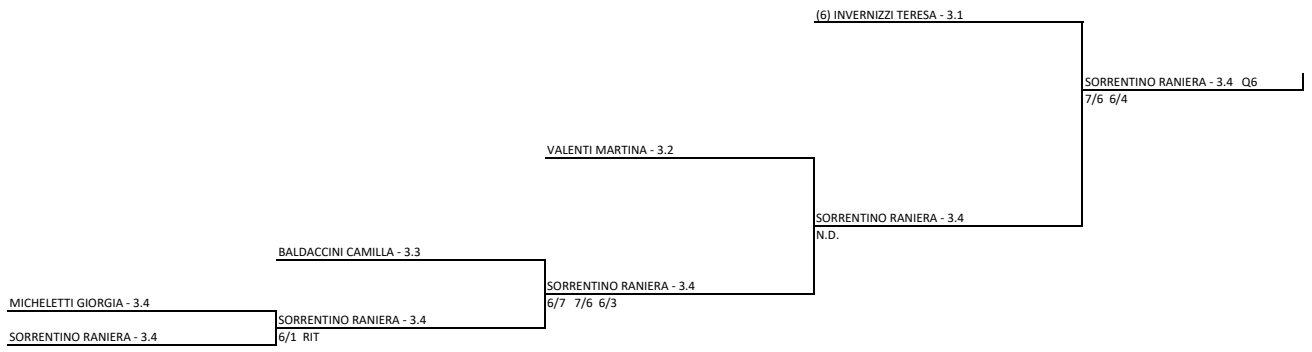 (6) INVERNIZZI TERESA - 3.1
SORRENTINO RANIERA - 3.4 Q6
7/6 6/4
VALENTI MARTINA - 3.2
SORRENTINO RANIERA - 3.4
N.D.
BALDACCINI CAMILLA - 3.3
SORRENTINO RANIERA - 3.4
6/7 7/6 6/3
MICHELETTI GIORGIA - 3.4
SORRENTINO RANIERA - 3.4
6/1 RIT
SORRENTINO RANIERA - 3.4